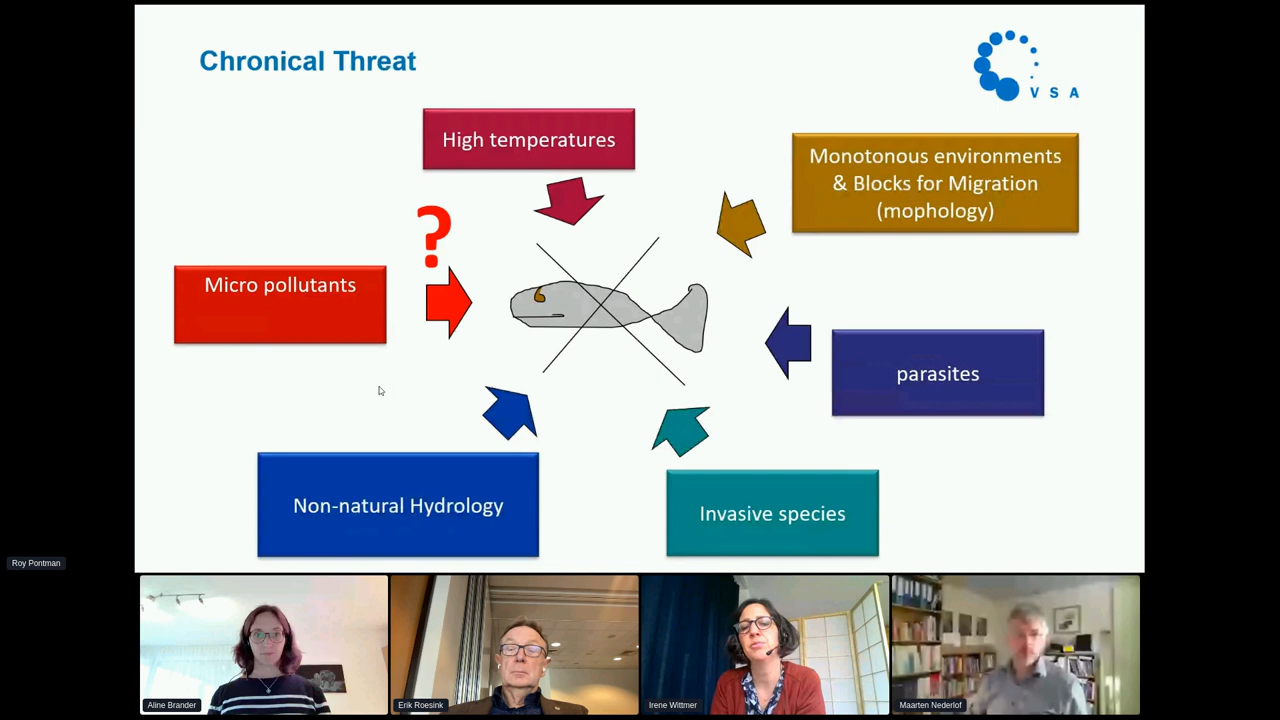 Chronical Threat
V S A
High temperatures
Monotonous environments
& Blocks for Migration
(mophology)
?
Micro pollutants
parasites
Non-natural Hydrology
Invasive species
Roy Pontman
Aline Brander
Erik Roesink
Irene Wittmer
Maarten Nederlof